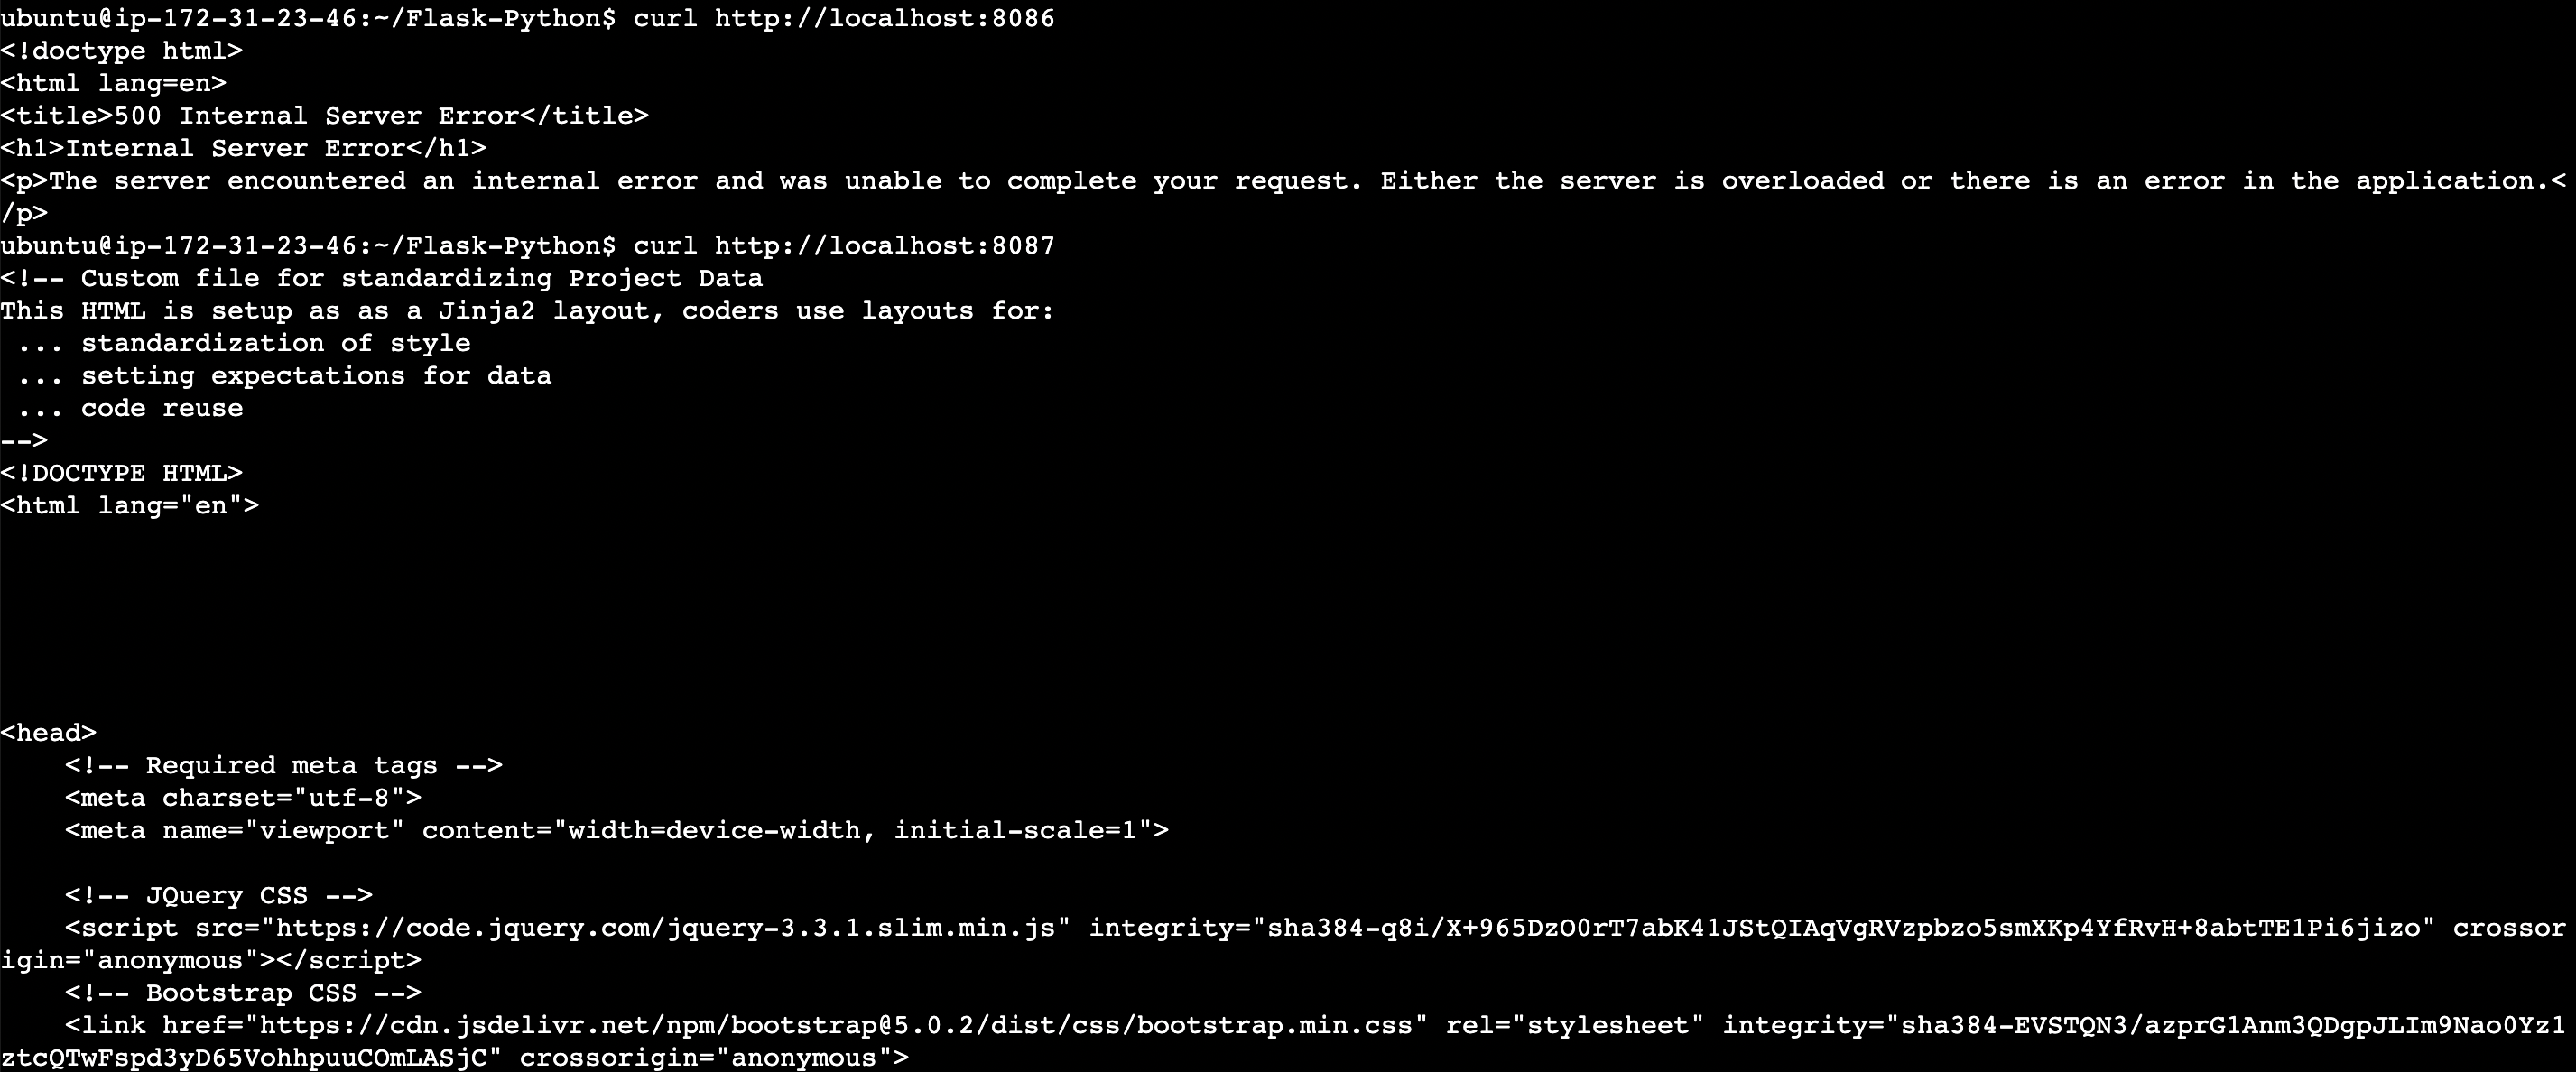 ubuntu@ip-172-31-23-46:~/Flask-Python$ curl http://localhost:8086
<!doctype html>
<html lang=en>
<title>500 Internal Server Error</title>
<h1>Internal Server Error</h1>
<p>The server encountered an internal error and was unable to complete your request. Either the server is overloaded or there is an error in the application.<
/p>
ubuntu@ip-172-31-23-46:~/Flask-Python$ curl http://localhost:8087
<!-- Custom file for standardizing Project Data
This HTML is setup as as a Jinja2 layout, coders use layouts for:
 ... standardization of style
 ... setting expectations for data
 ... code reuse
-->
<!DOCTYPE HTML>
<html lang="en">
<head>
    <!-- Required meta tags -->
    <meta charset="utf-8">
    <meta name="viewport" content="width=device-width, initial-scale=1">
    <!-- JQuery CSS -->
    <script src="https://code.jquery.com/jquery-3.3.1.slim.min.js" integrity="sha384-q8i/X+965DzO0rT7abK41JStQIAqVgRVzpbzo5smXKp4YfRvH+8abtTE1Pi6jizo" crossor
igin="anonymous"></script>
    <!-- Bootstrap CSS -->
    <link href="https://cdn.jsdelivr.net/npm/bootstrap@5.0.2/dist/css/bootstrap.min.css" rel="stylesheet" integrity="sha384-EVSTQN3/azprG1Anm3QDgpJLIm9Nao0Yz1
ztcQTwFspd3yD65VohhpuuCOmLASjC" crossorigin="anonymous">